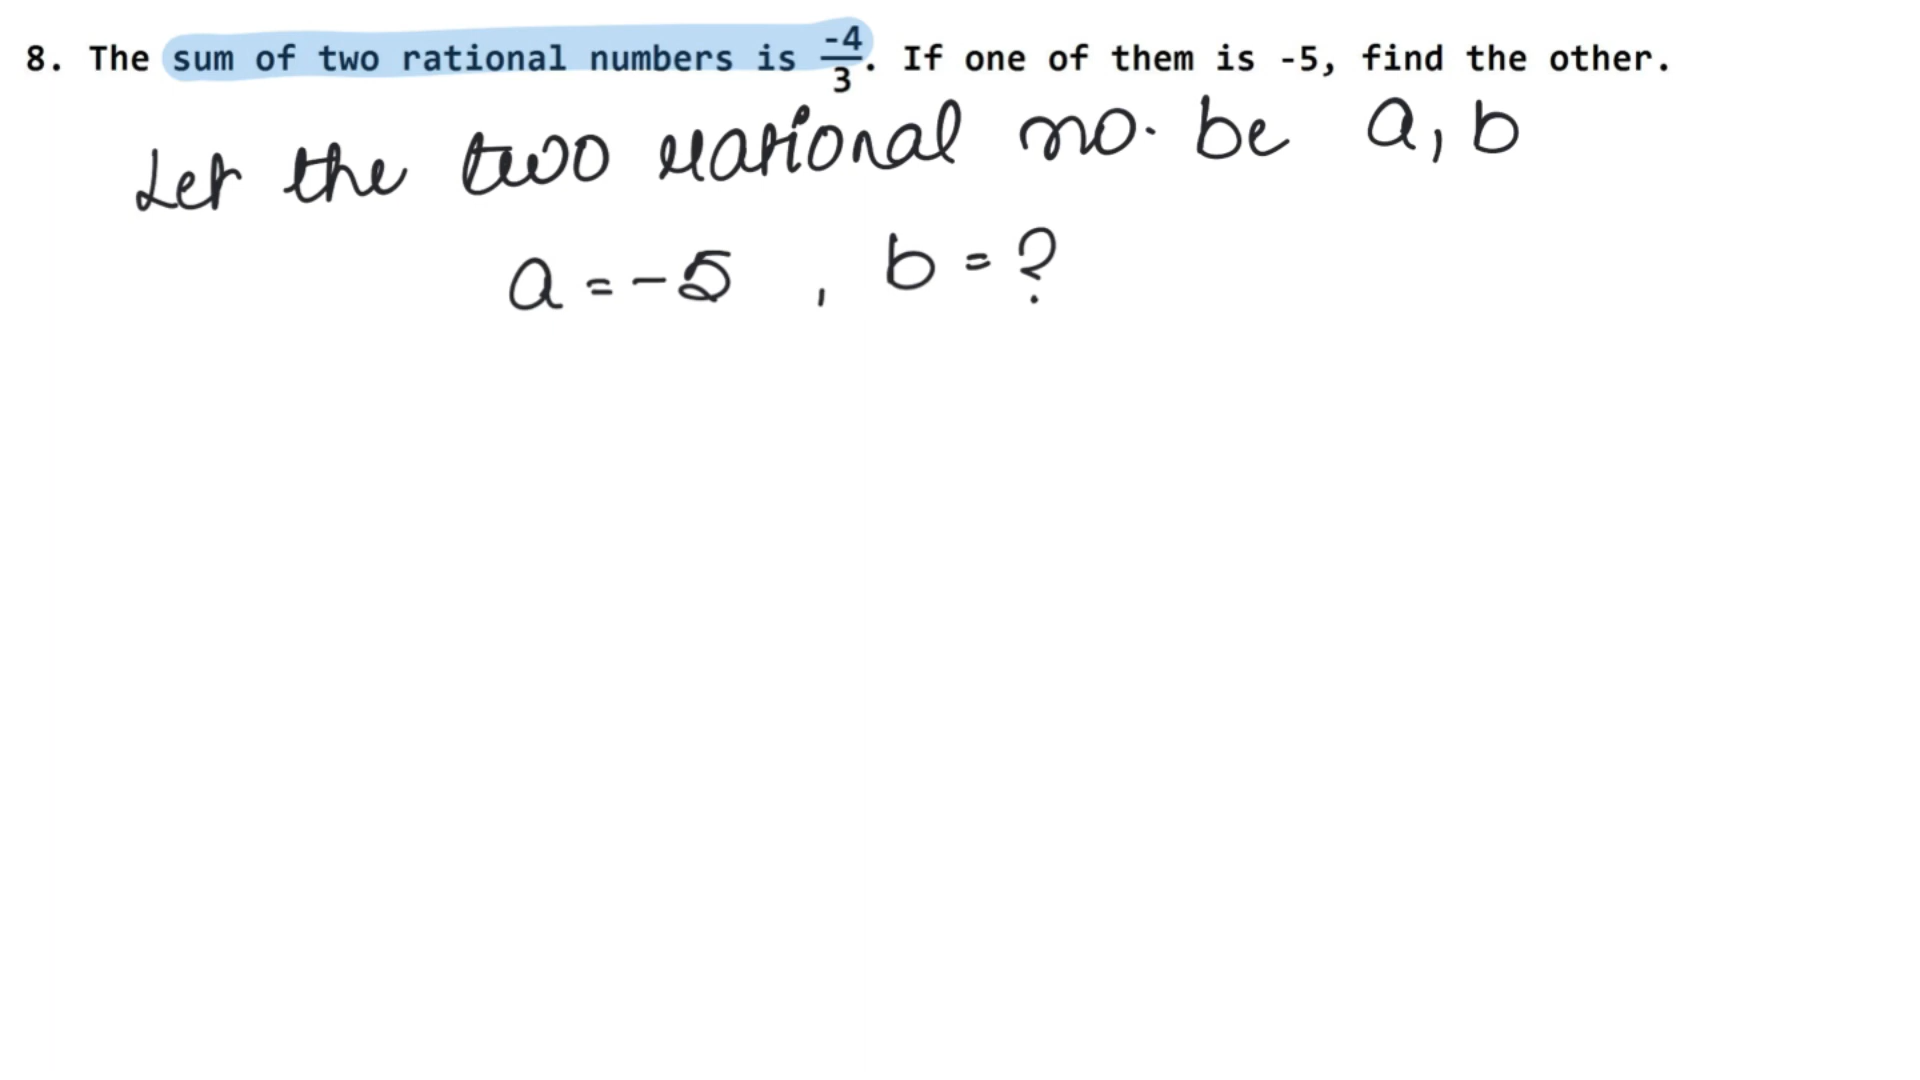 8. The sum of two rational numbers is -4/3. If one of them is -5, find the other.
Let the two rational no. be a, b
a = -5 , b = ?